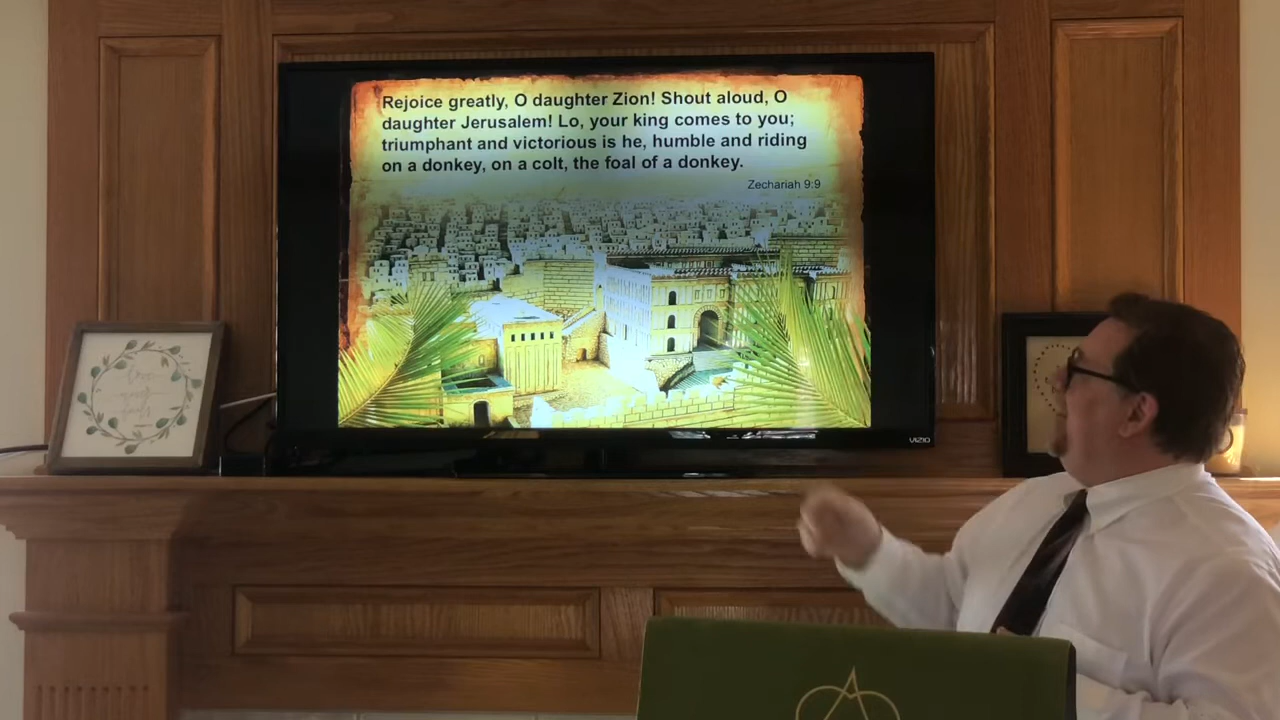 Rejoice greatly, O daughter Zion! Shout aloud, O
daughter Jerusalem! Lo, your king comes to you;
triumphant and victorious is he, humble and riding
on a donkey, on a colt, the foal of a donkey.
Zechariah 9:9
VIZIO